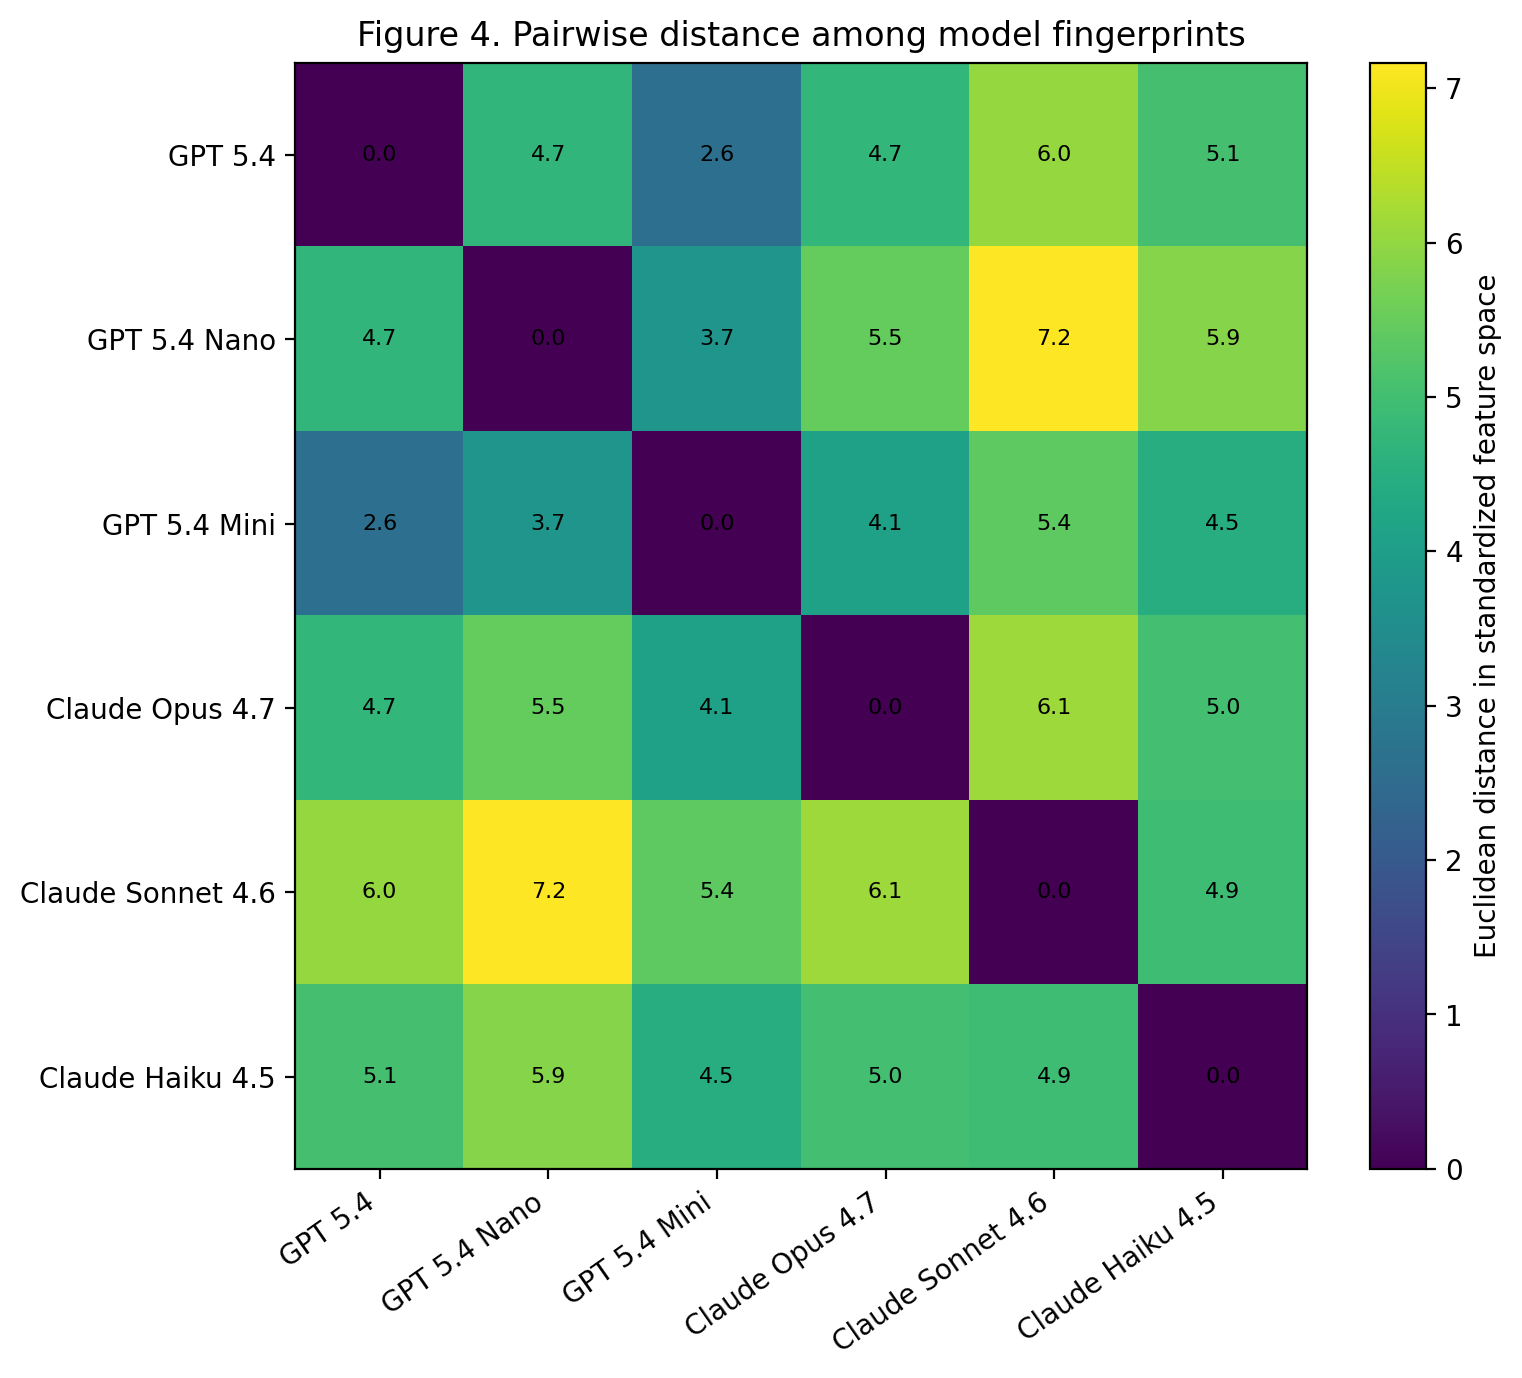 Figure 4. Pairwise distance among model fingerprints
GPT 5.4
0.0 4.7 2.6 4.7 6.0 5.1
GPT 5.4 Nano
4.7 0.0 3.7 5.5 7.2 5.9
GPT 5.4 Mini
2.6 3.7 0.0 4.1 5.4 4.5
Claude Opus 4.7
4.7 5.5 4.1 0.0 6.1 5.0
Claude Sonnet 4.6
6.0 7.2 5.4 6.1 0.0 4.9
Claude Haiku 4.5
5.1 5.9 4.5 5.0 4.9 0.0
GPT 5.4
GPT 5.4 Nano
GPT 5.4 Mini
Claude Opus 4.7
Claude Sonnet 4.6
Claude Haiku 4.5
7
6
5
4
3
2
1
0
Euclidean distance in standardized feature space